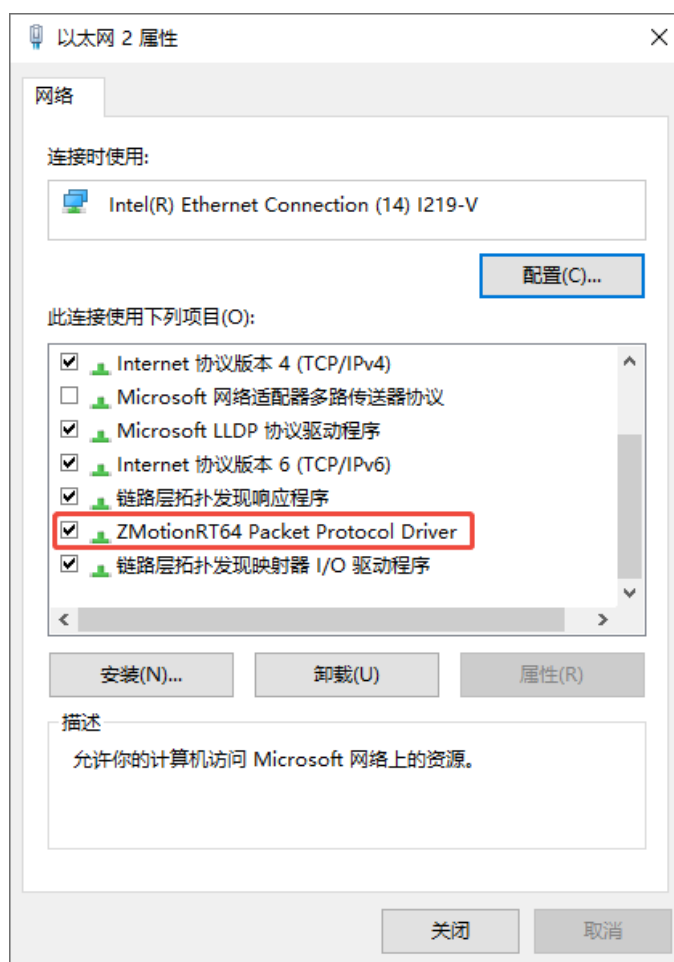 以太网 2 属性
网络
连接时使用:
Intel(R) Ethernet Connection (14) I219-V
配置(C)...
此连接使用下列项目(O):
Internet 协议版本 4 (TCP/IPv4)
Microsoft 网络适配器多路传送器协议
Microsoft LLDP 协议驱动程序
Internet 协议版本 6 (TCP/IPv6)
链路层拓扑发现响应程序
ZMotionRT64 Packet Protocol Driver
链路层拓扑发现映射器 I/O 驱动程序
安装(N)...
卸载(U)
属性(R)
描述
允许你的计算机访问 Microsoft 网络上的资源。
关闭
取消